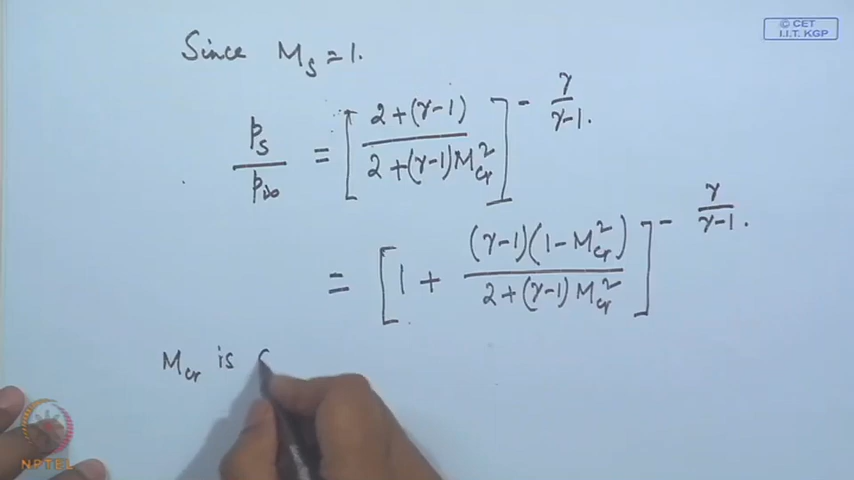 © CET
I.I.T. KGP
Since M_s = 1.
p_s / p_∞ = [ (2+(γ-1)) / (2+(γ-1)M_cr^2) ]^{- γ/(γ-1)}.
= [ 1 + (γ-1)(1-M_cr^2) / (2+(γ-1)M_cr^2) ]^{- γ/(γ-1)}.
M_cr is
NPTEL